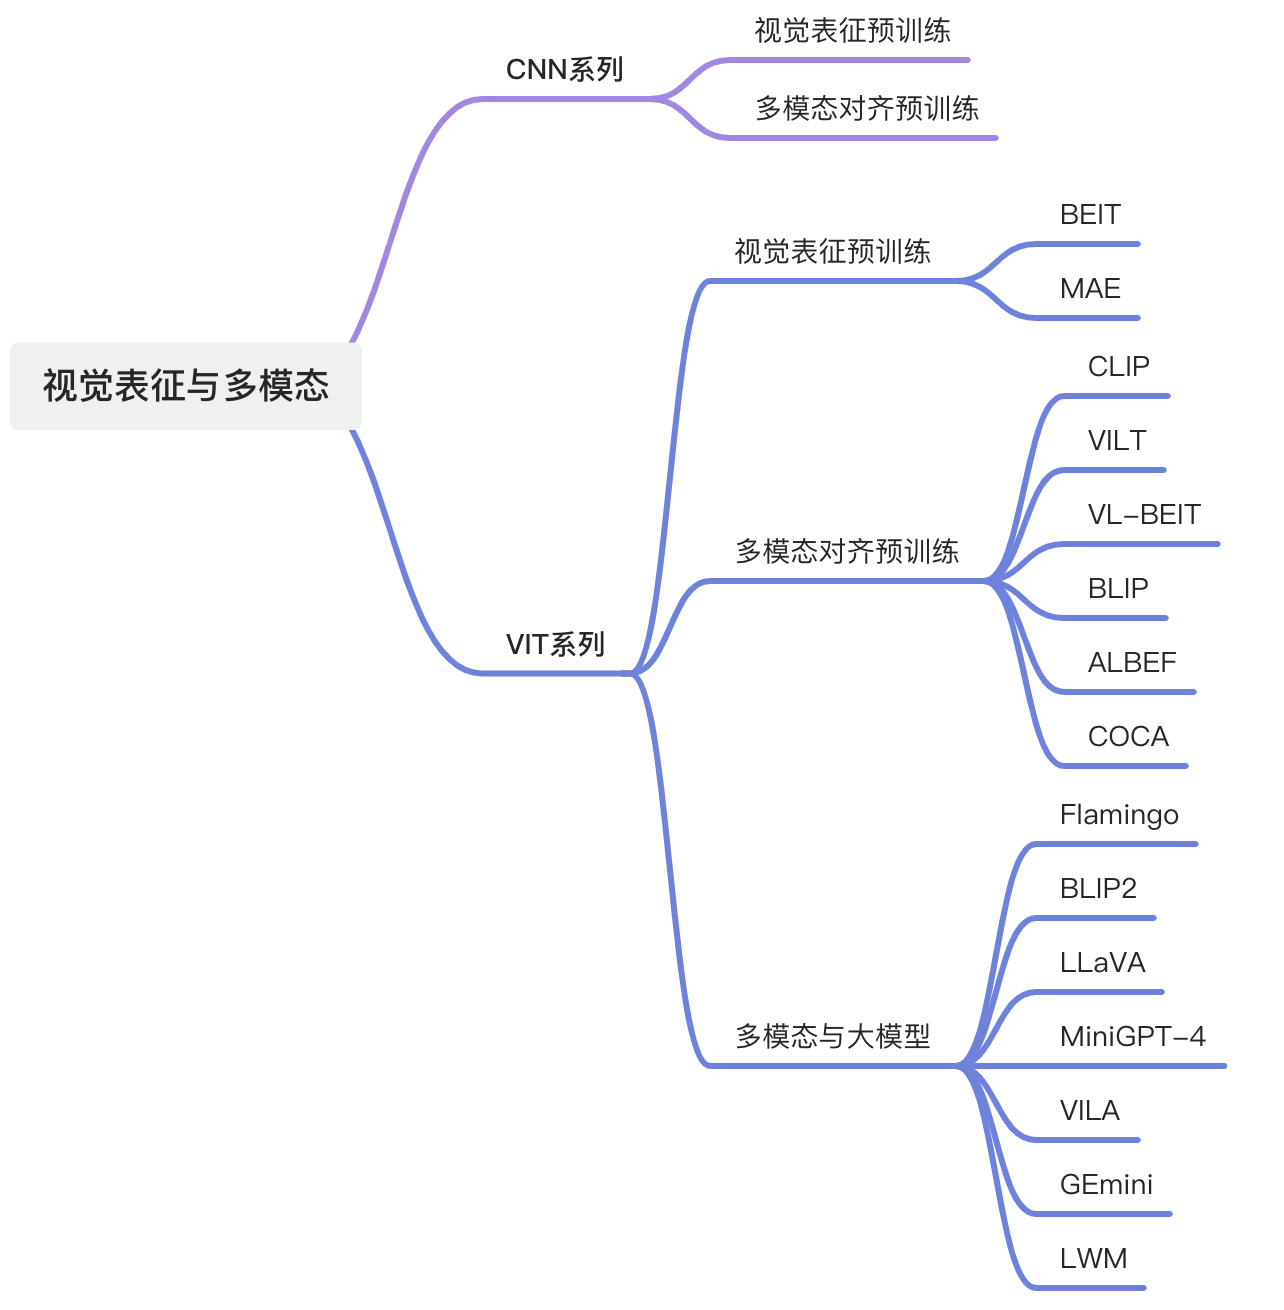 视觉表征与多模态
CNN系列
视觉表征预训练
多模态对齐预训练
VIT系列
视觉表征预训练
BEIT
MAE
多模态对齐预训练
CLIP
VILT
VL-BEIT
BLIP
ALBEF
COCA
多模态与大模型
Flamingo
BLIP2
LLaVA
MiniGPT-4
VILA
GEmini
LWM